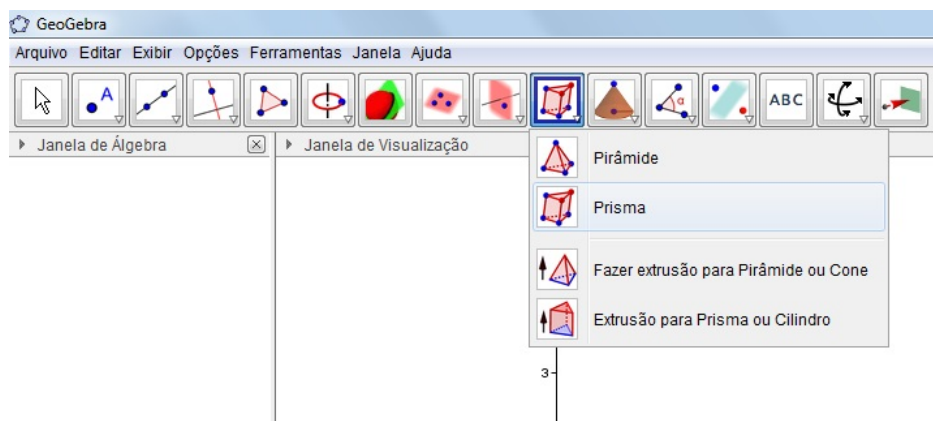 GeoGebra
Arquivo Editar Exibir Opções Ferramentas Janela Ajuda
A
α
ABC
Janela de Álgebra
Janela de Visualização
Pirâmide
Prisma
Fazer extrusão para Pirâmide ou Cone
Extrusão para Prisma ou Cilindro
3